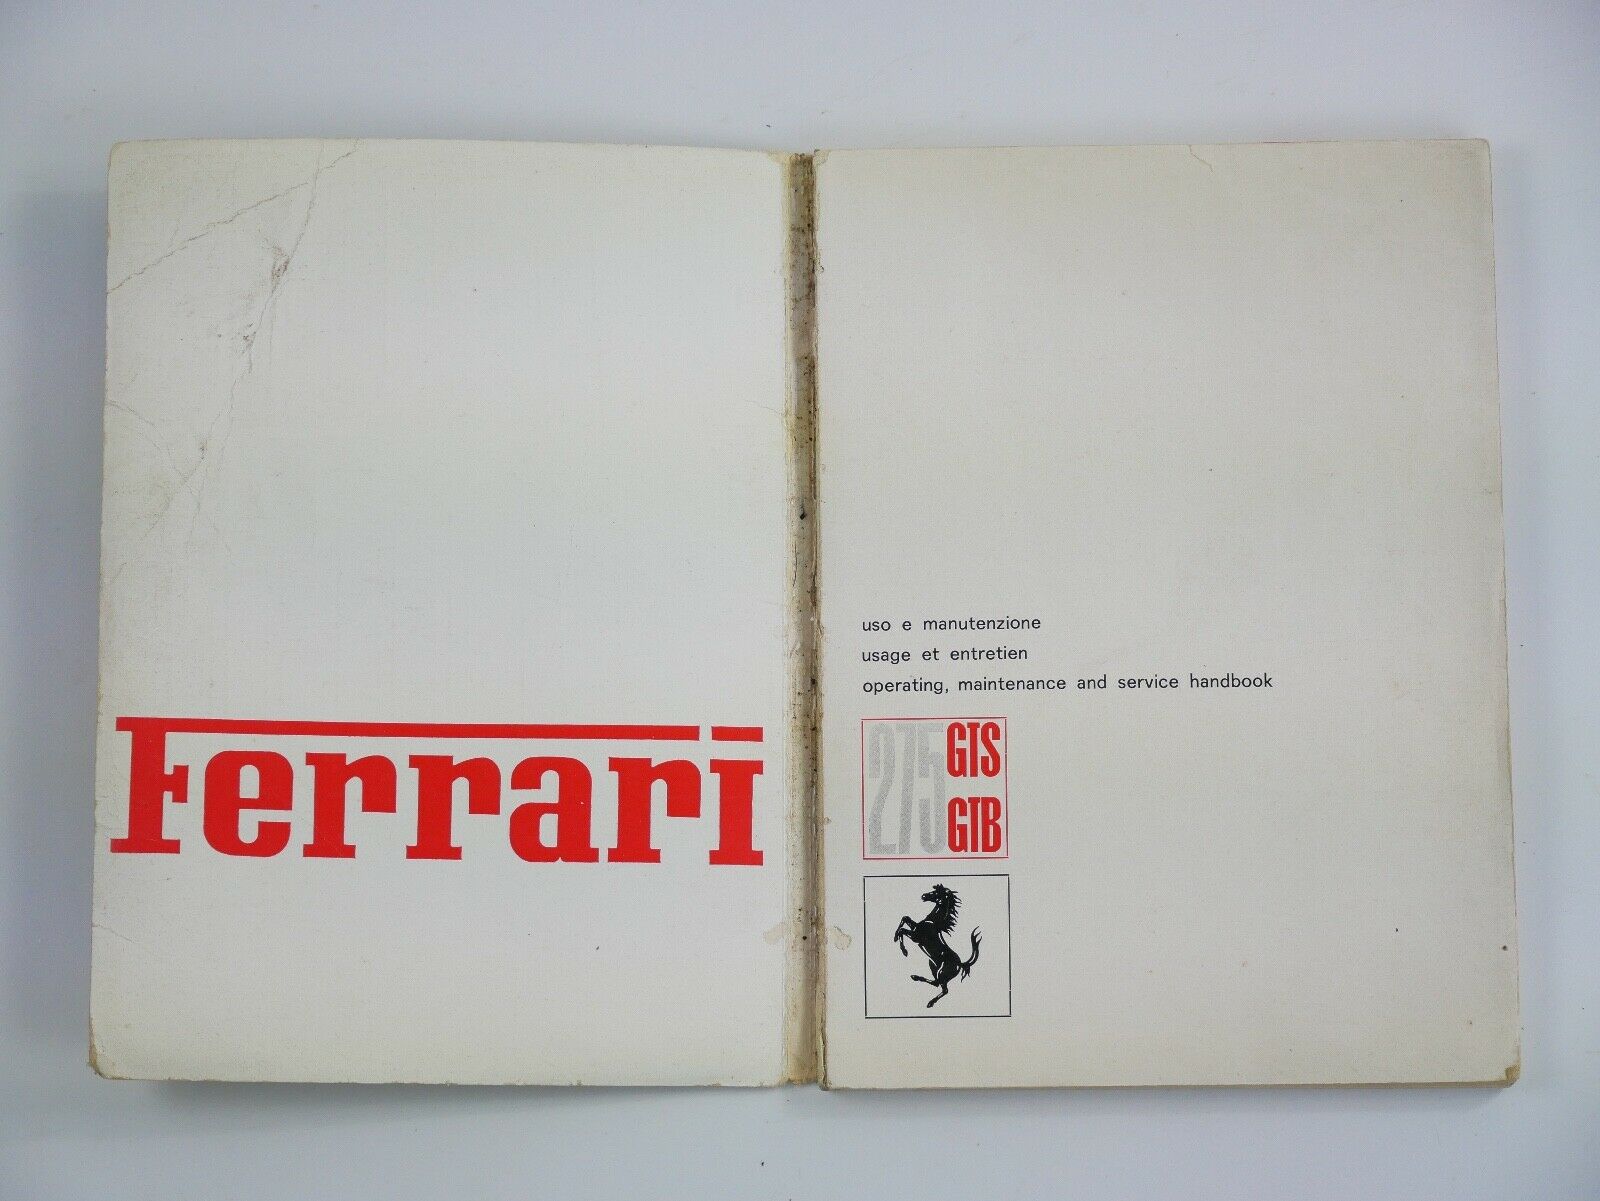 Ferrari
uso e manutenzione
usage et entretien
operating, maintenance and service handbook
275 GTS
GTB